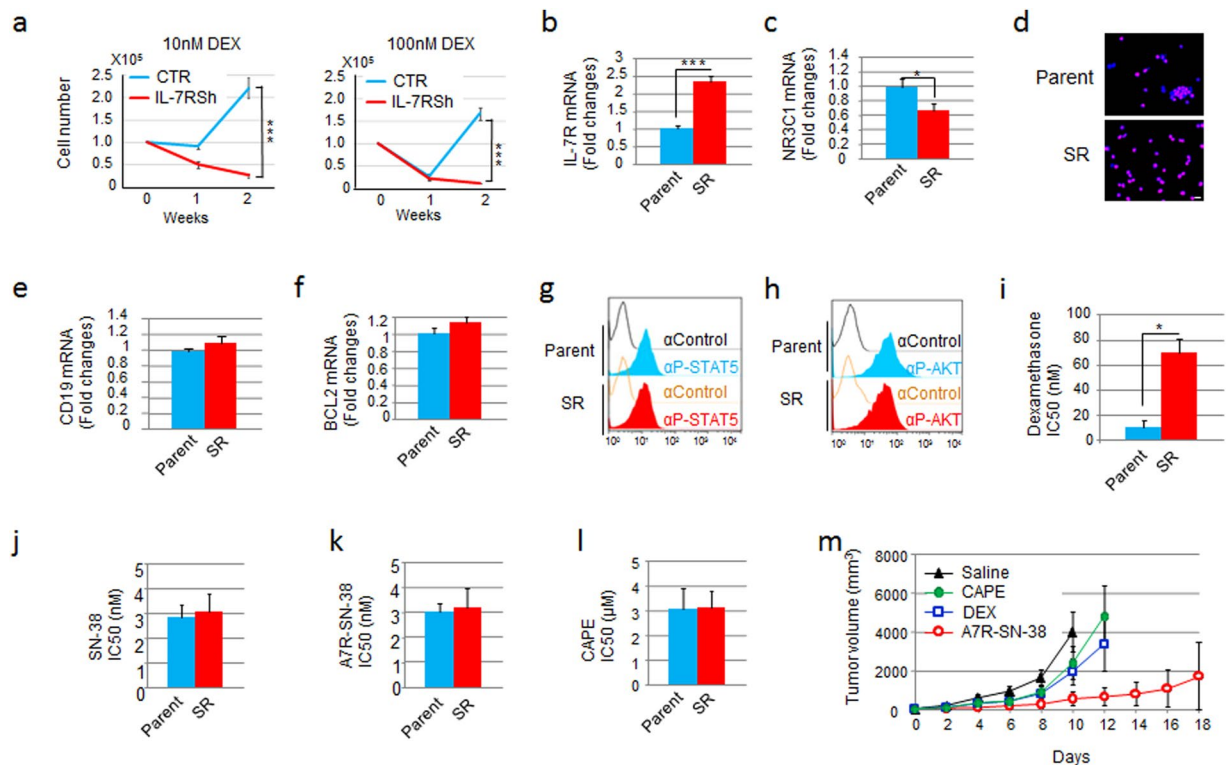 a
10nM DEX
X10⁵
Cell number
2.5
2.0
1.5
1.0
0.5
CTR
IL-7RSh
***
0 1 2
Weeks
100nM DEX
X10⁵
2.5
2.0
1.5
1.0
0.5
CTR
IL-7RSh
***
0 1 2
Weeks
b
IL-7R mRNA
(Fold changes)
3
2.5
2
1.5
1
0.5
0
***
Parent
SR
c
NR3C1 mRNA
(Fold changes)
1.4
1.2
1.0
0.8
0.6
0.4
0.2
0
*
Parent
SR
d
Parent
SR
e
CD19 mRNA
(Fold changes)
1.4
1.2
1
0.8
0.6
0.4
0.2
0
Parent
SR
f
BCL2 mRNA
(Fold changes)
1.2
1
0.8
0.6
0.4
0.2
0
Parent
SR
g
Parent
SR
αControl
αP-STAT5
αControl
αP-STAT5
10⁰ 10¹ 10² 10³ 10⁴
h
Parent
SR
αControl
αP-AKT
αControl
αP-AKT
10⁰ 10¹ 10² 10³ 10⁴
i
Dexamethasone
IC50 (nM)
100
80
60
40
20
0
*
Parent
SR
j
SN-38
IC50 (nM)
5
4
3
2
1
0
Parent
SR
k
A7R-SN-38
IC50 (nM)
5
4
3
2
1
0
Parent
SR
l
CAPE
IC50 (μM)
5
4
3
2
1
0
Parent
SR
m
Tumor volume (mm³)
8000
6000
4000
2000
0
Saline
CAPE
DEX
A7R-SN-38
0 2 4 6 8 10 12 14 16 18
Days